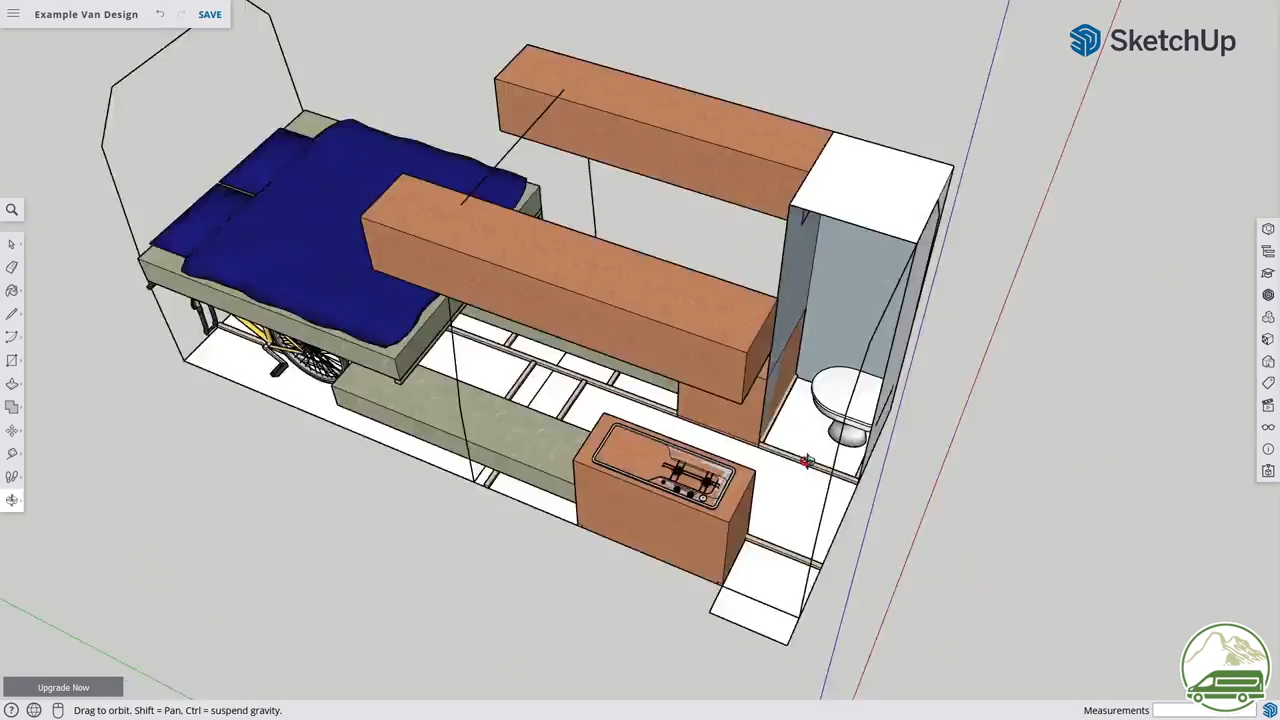 Example Van Design
SAVE
SketchUp
Upgrade Now
Drag to orbit. Shift = Pan, Ctrl = suspend gravity.
Measurements